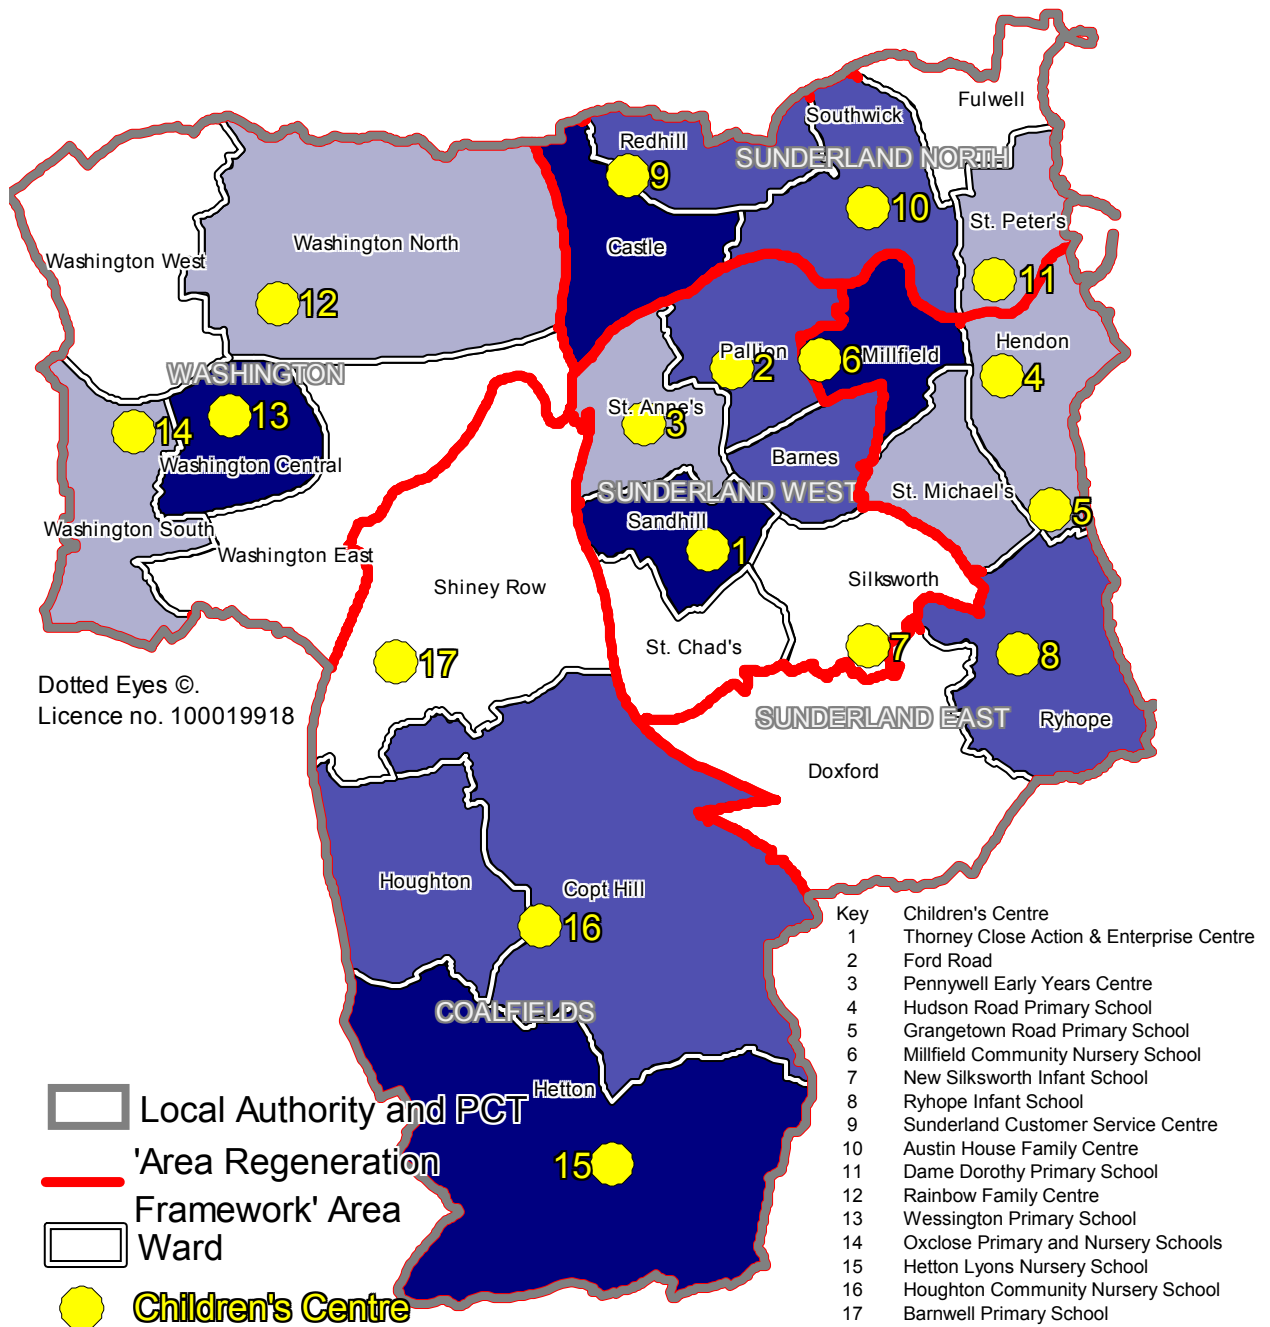 Fulwell
Southwick
Redhill
SUNDERLAND NORTH
9
10
St. Peter's
Washington North
Castle
Washington West
11
12
Hendon
Pallion
Millfield
2
6
WASHINGTON
4
St. Anne's
13
3
14
Barnes
Washington Central
SUNDERLAND WEST
St. Michael's
5
Sandhill
Washington South
1
Washington East
Silksworth
Shiney Row
St. Chad's
7
8
17
Dotted Eyes ©.
Licence no. 100019918
SUNDERLAND EAST
Ryhope
Doxford
Houghton
Copt Hill
16
COALFIELDS
Hetton
15
Key Children's Centre
1 Thorney Close Action & Enterprise Centre
2 Ford Road
3 Pennywell Early Years Centre
4 Hudson Road Primary School
5 Grangetown Road Primary School
6 Millfield Community Nursery School
7 New Silksworth Infant School
8 Ryhope Infant School
9 Sunderland Customer Service Centre
10 Austin House Family Centre
11 Dame Dorothy Primary School
12 Rainbow Family Centre
13 Wessington Primary School
14 Oxclose Primary and Nursery Schools
15 Hetton Lyons Nursery School
16 Houghton Community Nursery School
17 Barnwell Primary School
Local Authority and PCT
'Area Regeneration
Framework' Area
Ward
Children's Centre